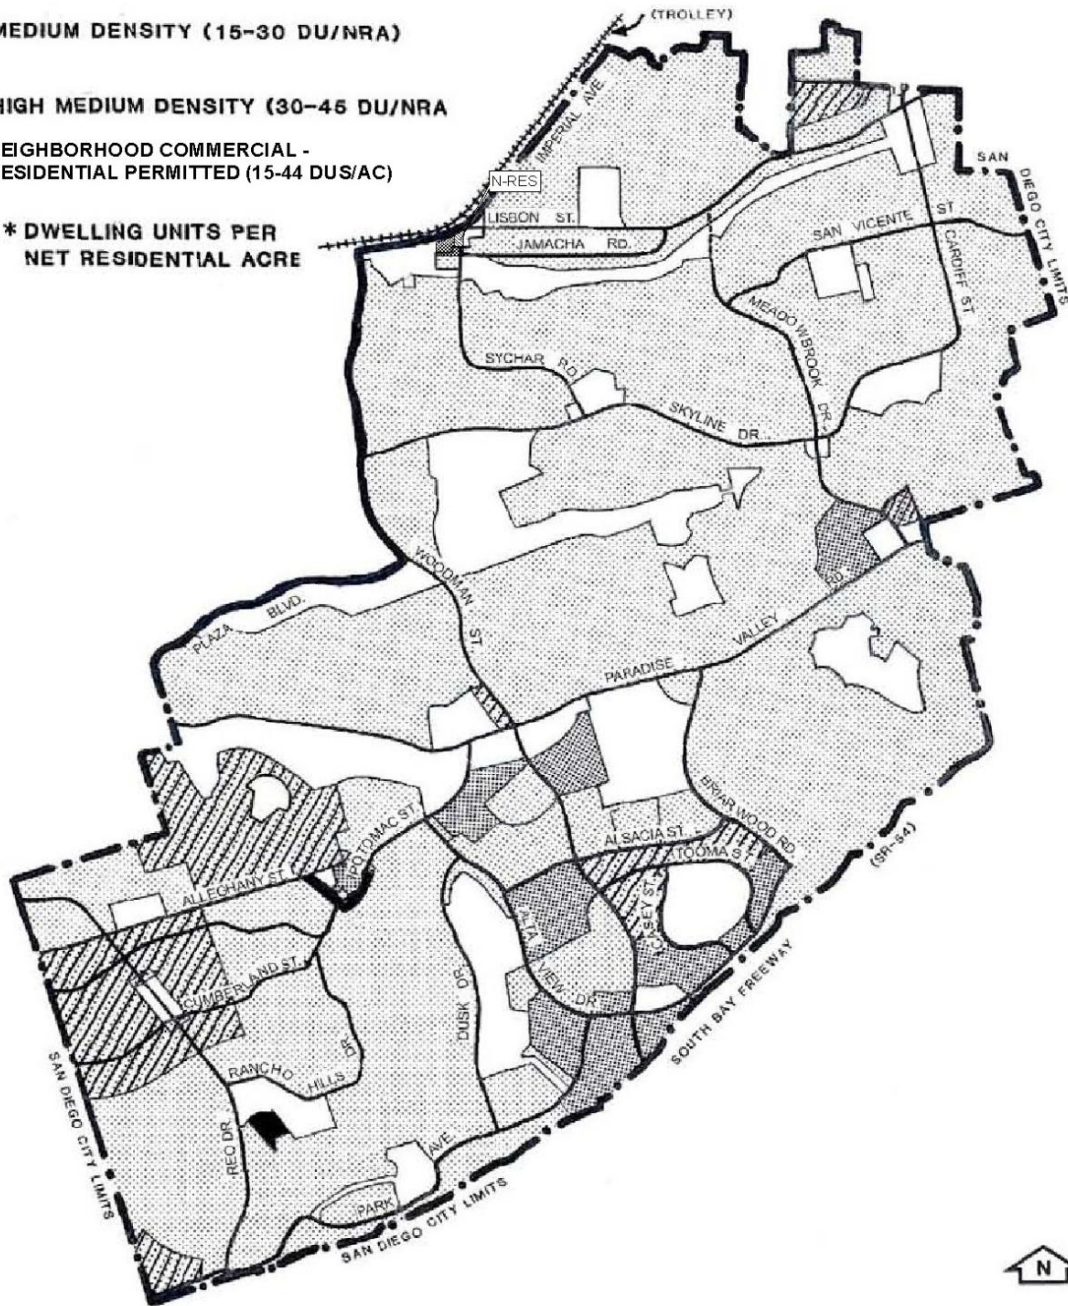 MEDIUM DENSITY (15-30 DU/NRA)
HIGH MEDIUM DENSITY (30-45 DU/NRA
EIGHBORHOOD COMMERCIAL -
ESIDENTIAL PERMITTED (15-44 DUS/AC)
* DWELLING UNITS PER
NET RESIDENTIAL ACRE
(TROLLEY)
IMPERIAL AVE.
N-RES
LISBON ST.
JAMACHA RD.
SAN VICENTE ST
SAN DIEGO CITY LIMITS
CARDIFF ST
MEADOWBROOK DR.
SYCHAR RD.
SKYLINE DR.
WOODMAN ST.
PLAZA BLVD.
PARADISE VALLEY RD.
BRIARWOOD RD
(SR-54)
POTOMAC ST.
ALSACIA ST.
TOOMA ST.
ALLEGHANY ST.
CASEY ST.
ALTA VIEW DR.
CUMBERLAND ST.
DUSK DR
SOUTH BAY FREEWAY
RANCHO HILLS DR
SAN DIEGO CITY LIMITS
REO DR.
PARK AVE.
SAN DIEGO CITY LIMITS
N